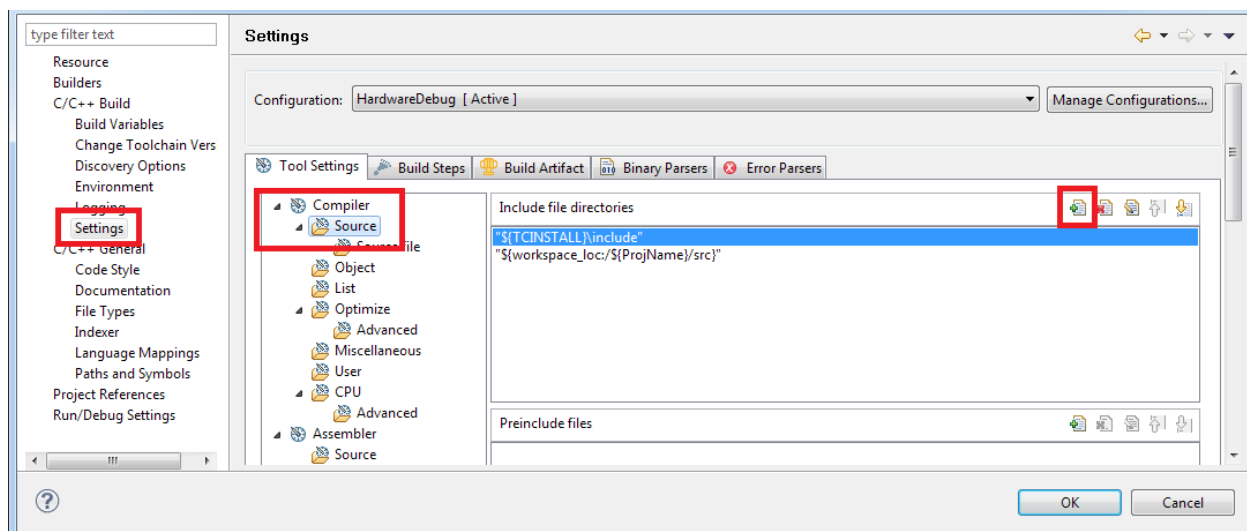 type filter text
Resource
Builders
C/C++ Build
Build Variables
Change Toolchain Vers
Discovery Options
Environment
Logging
Settings
C/C++ General
Code Style
Documentation
File Types
Indexer
Language Mappings
Paths and Symbols
Project References
Run/Debug Settings
Settings
Configuration: HardwareDebug [ Active ] Manage Configurations...
Tool Settings Build Steps Build Artifact Binary Parsers Error Parsers
Compiler
Source
Source file
Object
List
Optimize
Advanced
Miscellaneous
User
CPU
Advanced
Assembler
Source
Include file directories
"${TCINSTALL}\include"
"${workspace_loc:/${ProjName}/src}"
Preinclude files
OK Cancel